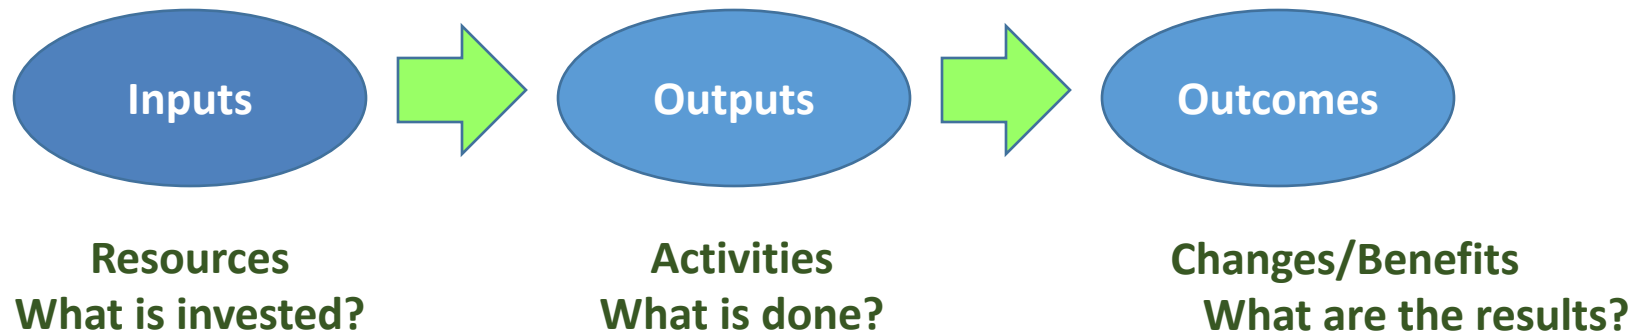 Inputs
Outputs
Outcomes
Resources
What is invested?
Activities
What is done?
Changes/Benefits
What are the results?